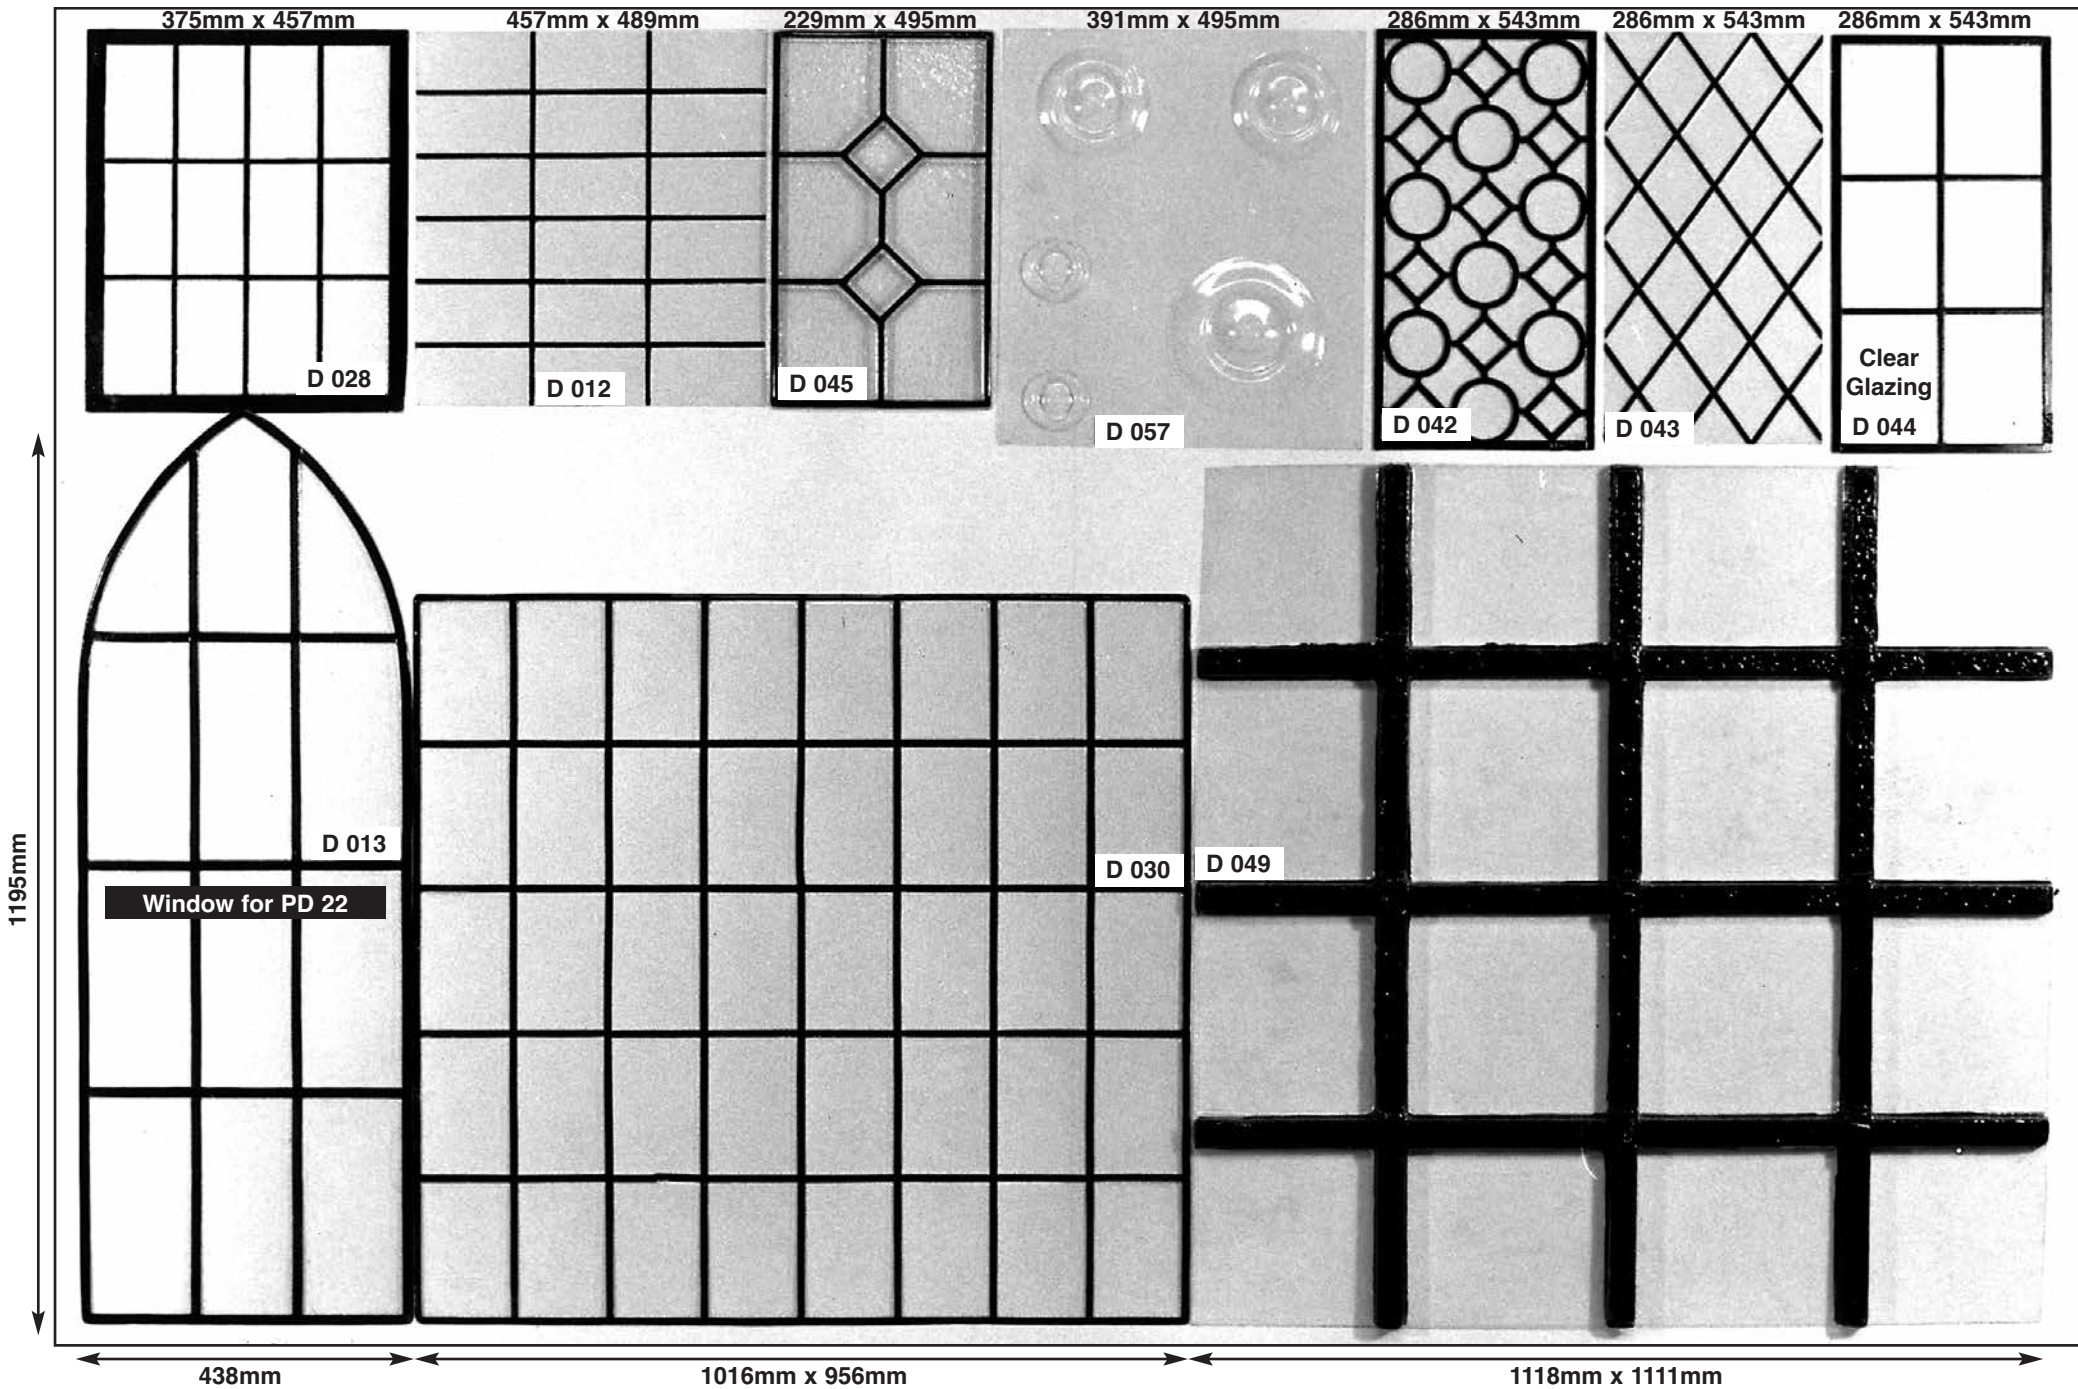 375mm x 457mm
457mm x 489mm
229mm x 495mm
391mm x 495mm
286mm x 543mm
286mm x 543mm
286mm x 543mm
D 028
D 012
D 045
D 057
D 042
D 043
Clear
Glazing
D 044
1195mm
D 013
Window for PD 22
D 030
D 049
438mm
1016mm x 956mm
1118mm x 1111mm